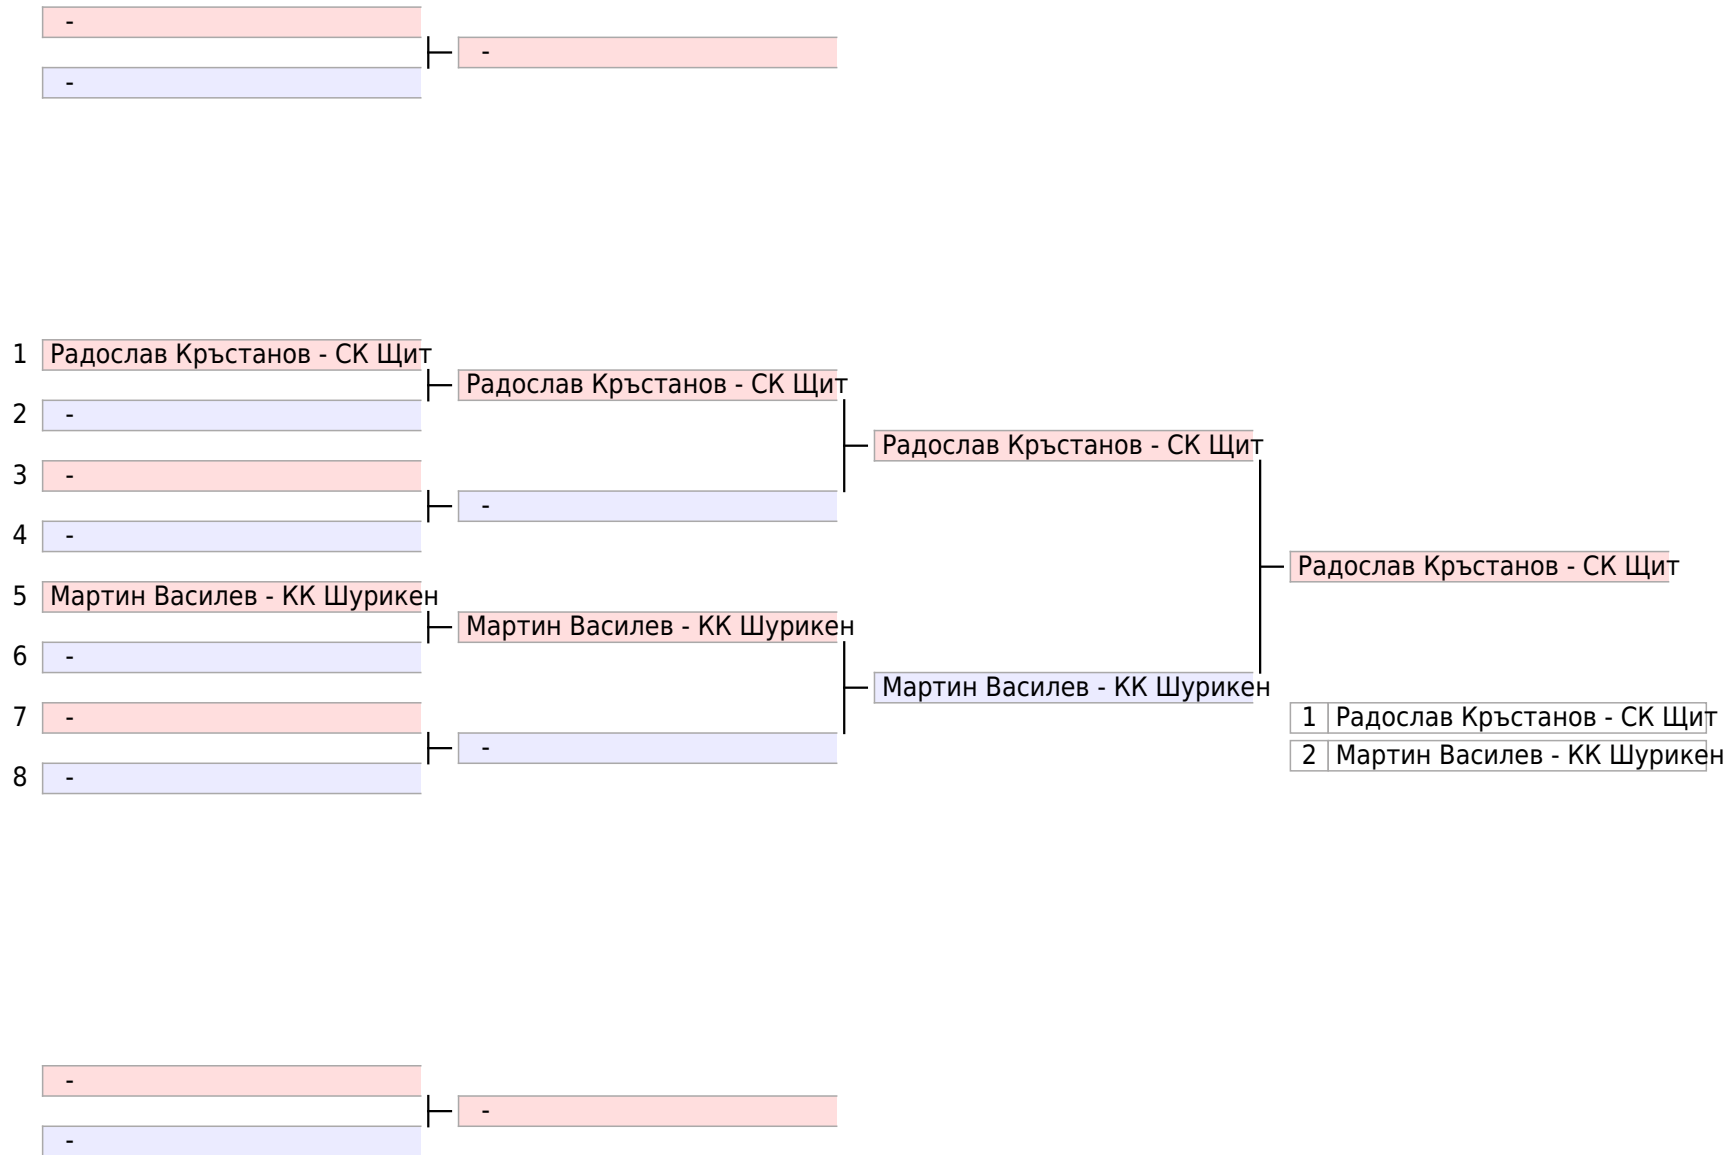 -
-
-
1 Радослав Кръстанов - СК Щит
Радослав Кръстанов - СК Щит
2 -
Радослав Кръстанов - СК Щит
3 -
-
4 -
Радослав Кръстанов - СК Щит
5 Мартин Василев - КК Шурикен
Мартин Василев - КК Шурикен
6 -
Мартин Василев - КК Шурикен
7 -
1 Радослав Кръстанов - СК Щит
-
2 Мартин Василев - КК Шурикен
8 -
-
-
-